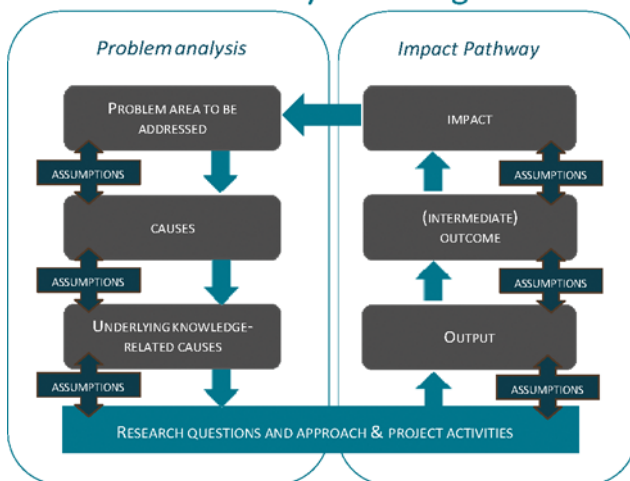 Problem analysis
Impact Pathway
PROBLEM AREA TO BE
ADDRESSED
IMPACT
ASSUMPTIONS
ASSUMPTIONS
CAUSES
(INTERMEDIATE)
OUTCOME
ASSUMPTIONS
ASSUMPTIONS
UNDERLYING KNOWLEDGE-
RELATED CAUSES
OUTPUT
ASSUMPTIONS
ASSUMPTIONS
RESEARCH QUESTIONS AND APPROACH & PROJECT ACTIVITIES